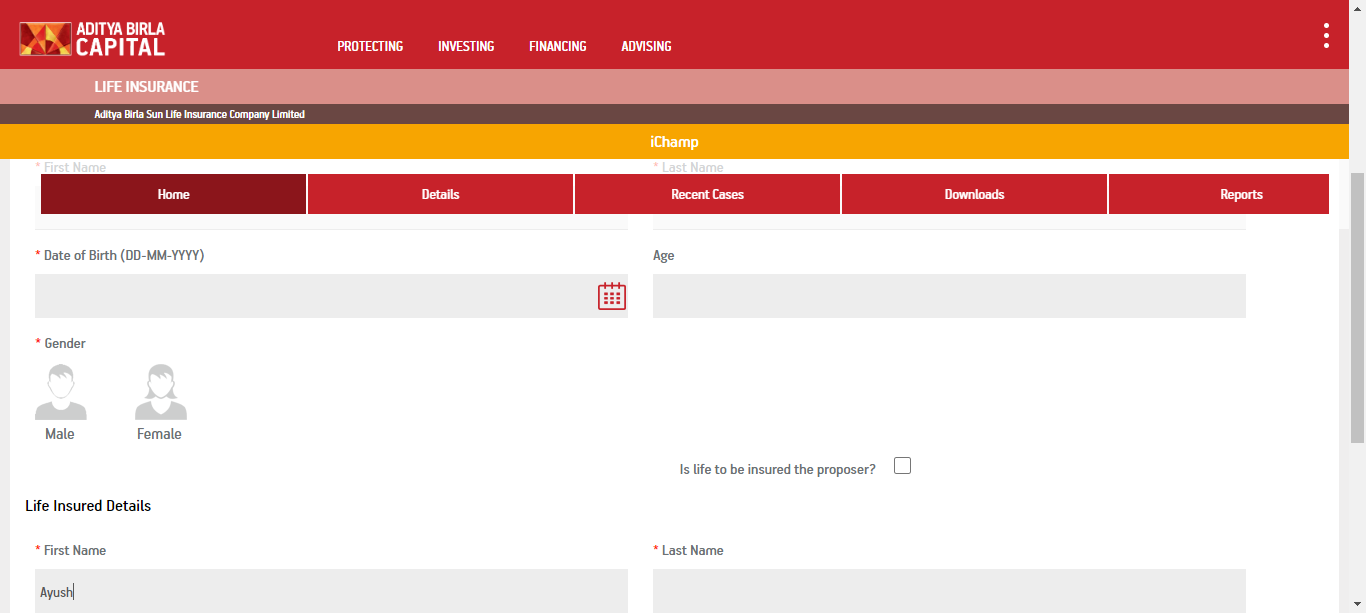 ADITYA BIRLA
CAPITAL
PROTECTING INVESTING FINANCING ADVISING
LIFE INSURANCE
Aditya Birla Sun Life Insurance Company Limited
iChamp
* First Name * Last Name
Home Details Recent Cases Downloads Reports
* Date of Birth (DD-MM-YYYY) Age
* Gender
Male Female
Is life to be insured the proposer?
Life Insured Details
* First Name * Last Name
Ayush